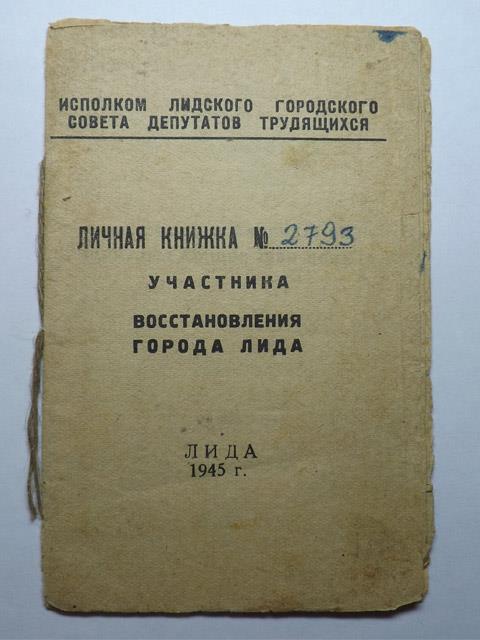 ИСПОЛКОМ ЛИДСКОГО ГОРОДСКОГО
СОВЕТА ДЕПУТАТОВ ТРУДЯЩИХСЯ
ЛИЧНАЯ КНИЖКА № 2793
УЧАСТНИКА
ВОССТАНОВЛЕНИЯ
ГОРОДА ЛИДА
ЛИДА
1945 г.